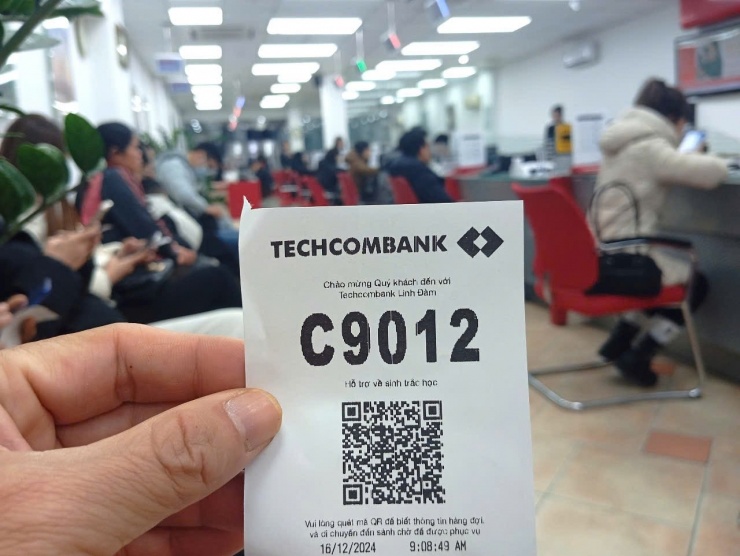 TECHCOMBANK
Chào mừng Quý khách đến với
Techcombank Linh Đàm
C9012
Hỗ trợ về sinh trắc học
Vui lòng quét mã QR để biết thông tin hàng đợi
và di chuyển đến sảnh chờ để được phục vụ
16/12/2024 9:08:49 AM